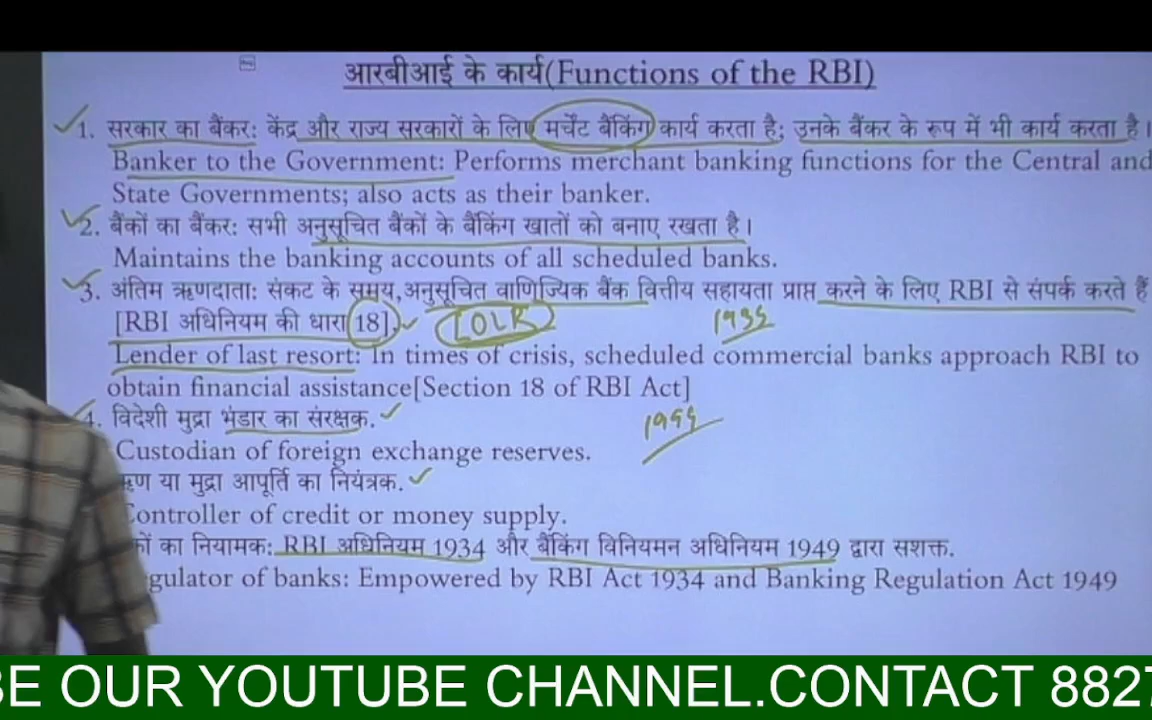 आरबीआई के कार्य(Functions of the RBI)
1. सरकार का बैंकर: केंद्र और राज्य सरकारों के लिए मर्चेंट बैंकिंग कार्य करता है; उनके बैंकर के रूप में भी कार्य करता है।
Banker to the Government: Performs merchant banking functions for the Central and
State Governments; also acts as their banker.
2. बैंकों का बैंकर: सभी अनुसूचित बैंकों के बैंकिंग खातों को बनाए रखता है।
Maintains the banking accounts of all scheduled banks.
3. अंतिम ऋणदाता: संकट के समय,अनुसूचित वाणिज्यिक बैंक वित्तीय सहायता प्राप्त करने के लिए RBI से संपर्क करते हैं
[RBI अधिनियम की धारा 18], LOLR 1935
Lender of last resort: In times of crisis, scheduled commercial banks approach RBI to
obtain financial assistance[Section 18 of RBI Act]
4. विदेशी मुद्रा भंडार का संरक्षक.
Custodian of foreign exchange reserves.
ऋण या मुद्रा आपूर्ति का नियंत्रक.
Controller of credit or money supply.
कों का नियामक: RBI अधिनियम 1934 और बैंकिंग विनियमन अधिनियम 1949 द्वारा सशक्त.
gulator of banks: Empowered by RBI Act 1934 and Banking Regulation Act 1949
BE OUR YOUTUBE CHANNEL.CONTACT 8827